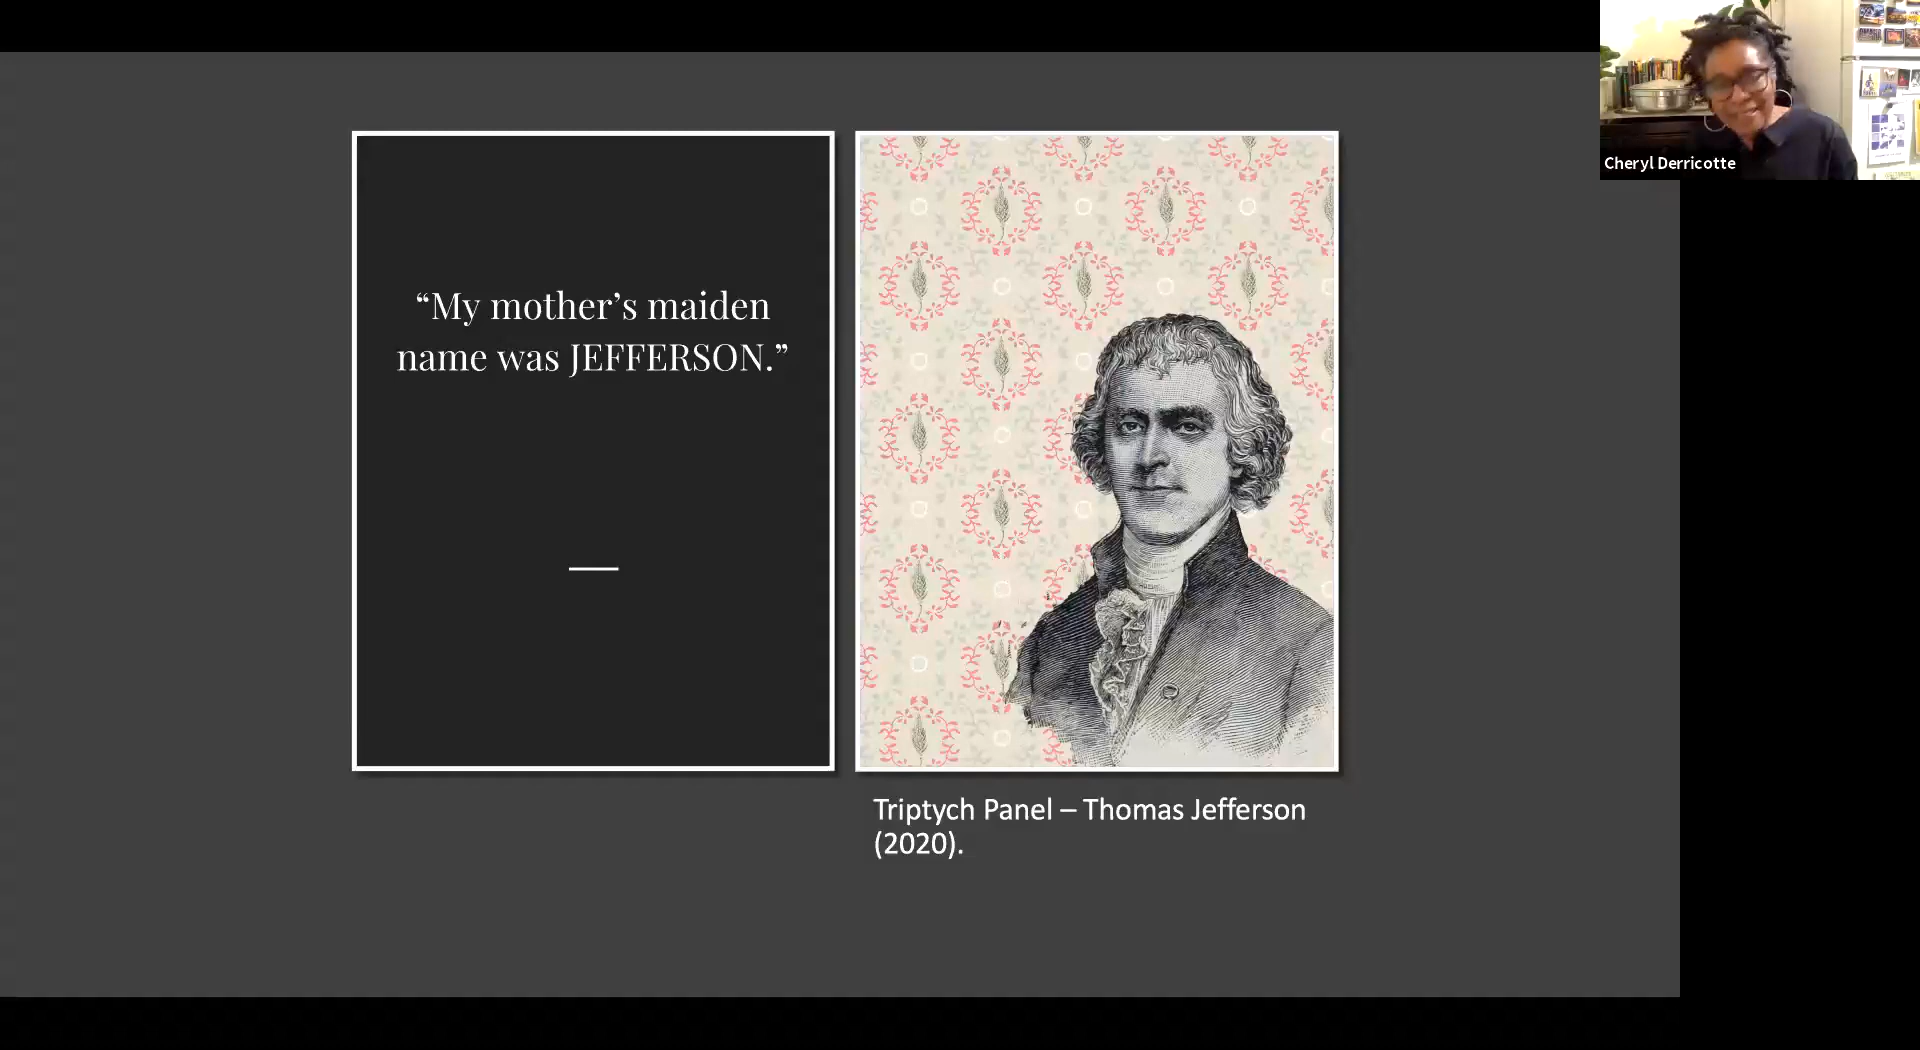 “My mother’s maiden
name was JEFFERSON.”
Triptych Panel – Thomas Jefferson
(2020).
Cheryl Derricotte